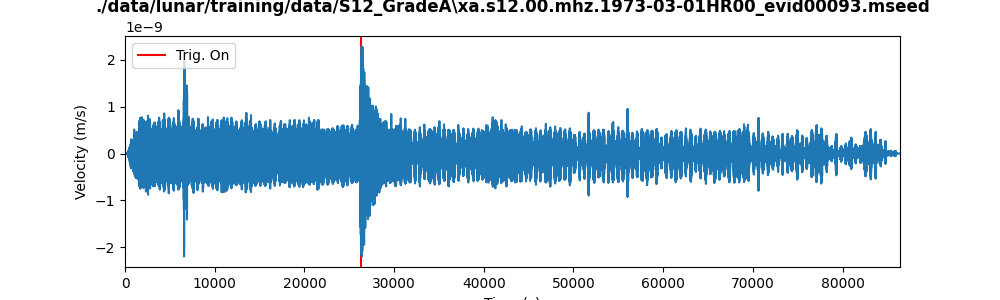 ./data/lunar/training/data/S12_GradeA\xa.s12.00.mhz.1973-03-01HR00_evid00093.mseed
1e−9
Trig. On
2
1
0
−1
−2
Velocity (m/s)
0 10000 20000 30000 40000 50000 60000 70000 80000
Time (s)